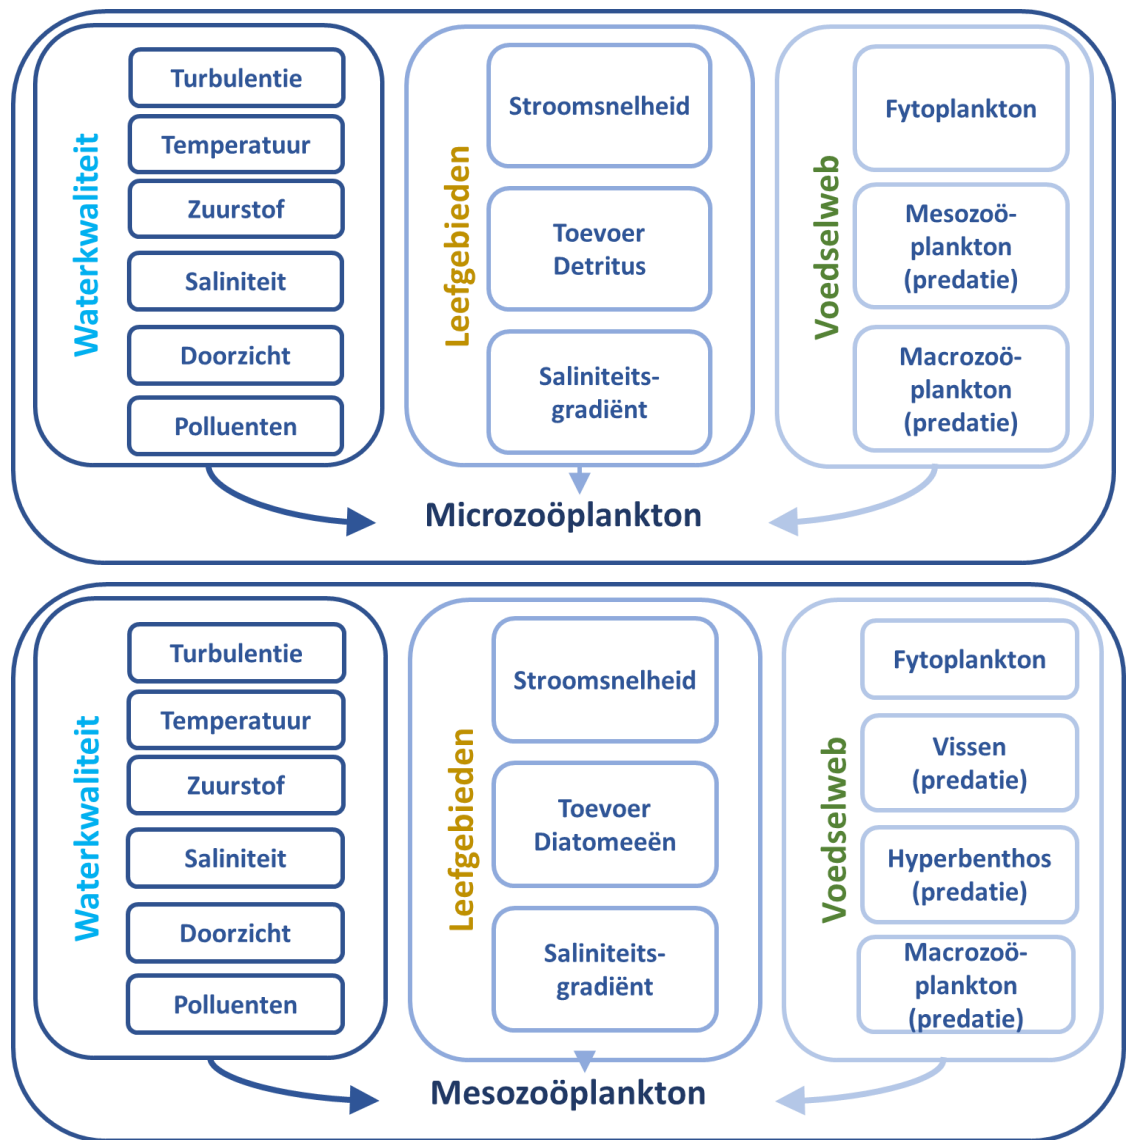 Waterkwaliteit
Turbulentie
Temperatuur
Zuurstof
Saliniteit
Doorzicht
Polluenten
Leefgebieden
Stroomsnelheid
Toevoer
Detritus
Saliniteits-
gradiënt
Voedselweb
Fytoplankton
Mesozoö-
plankton
(predatie)
Macrozoö-
plankton
(predatie)
Microzoöplankton
Waterkwaliteit
Turbulentie
Temperatuur
Zuurstof
Saliniteit
Doorzicht
Polluenten
Leefgebieden
Stroomsnelheid
Toevoer
Diatomeeën
Saliniteits-
gradiënt
Voedselweb
Fytoplankton
Vissen
(predatie)
Hyperbenthos
(predatie)
Macrozoö-
plankton
(predatie)
Mesozoöplankton